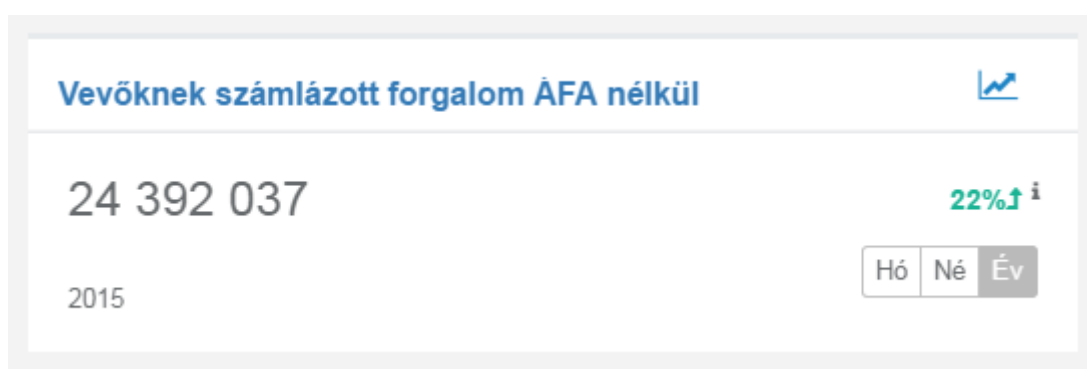 Vevőknek számlázott forgalom ÁFA nélkül
24 392 037
22% i
Hó Né Év
2015